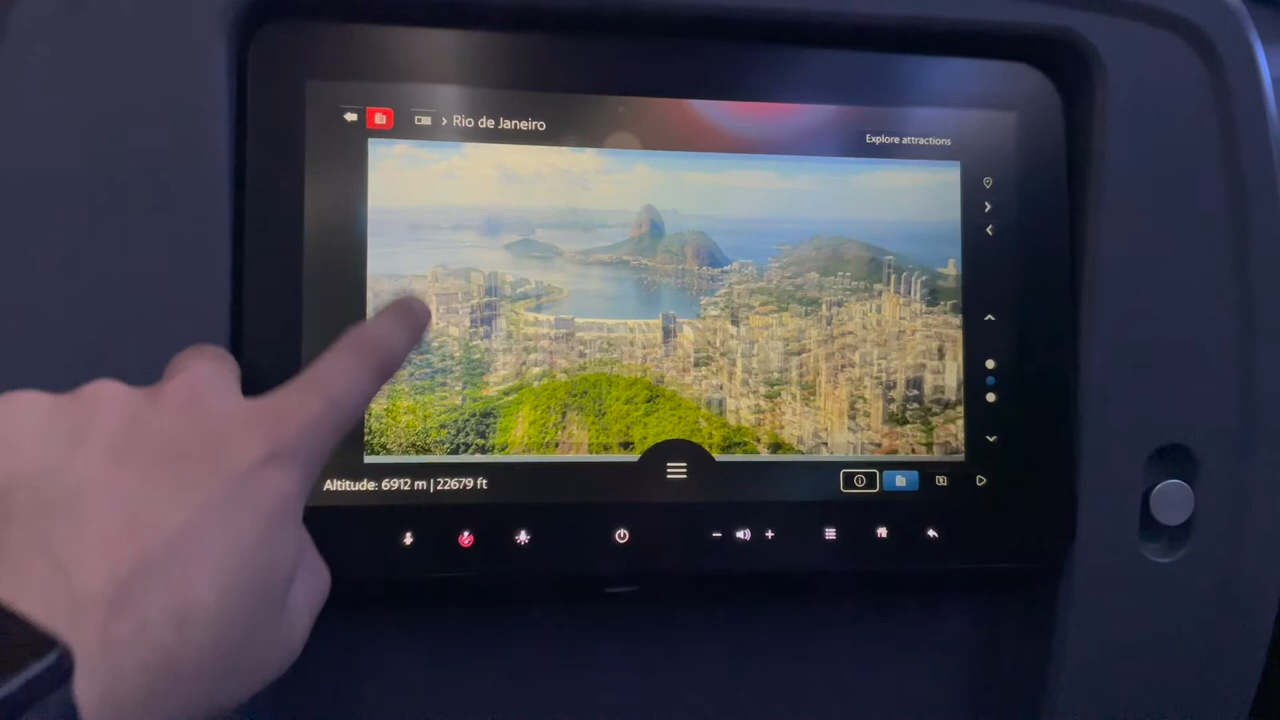 > Rio de Janeiro
Explore attractions
Altitude: 6912 m | 22679 ft